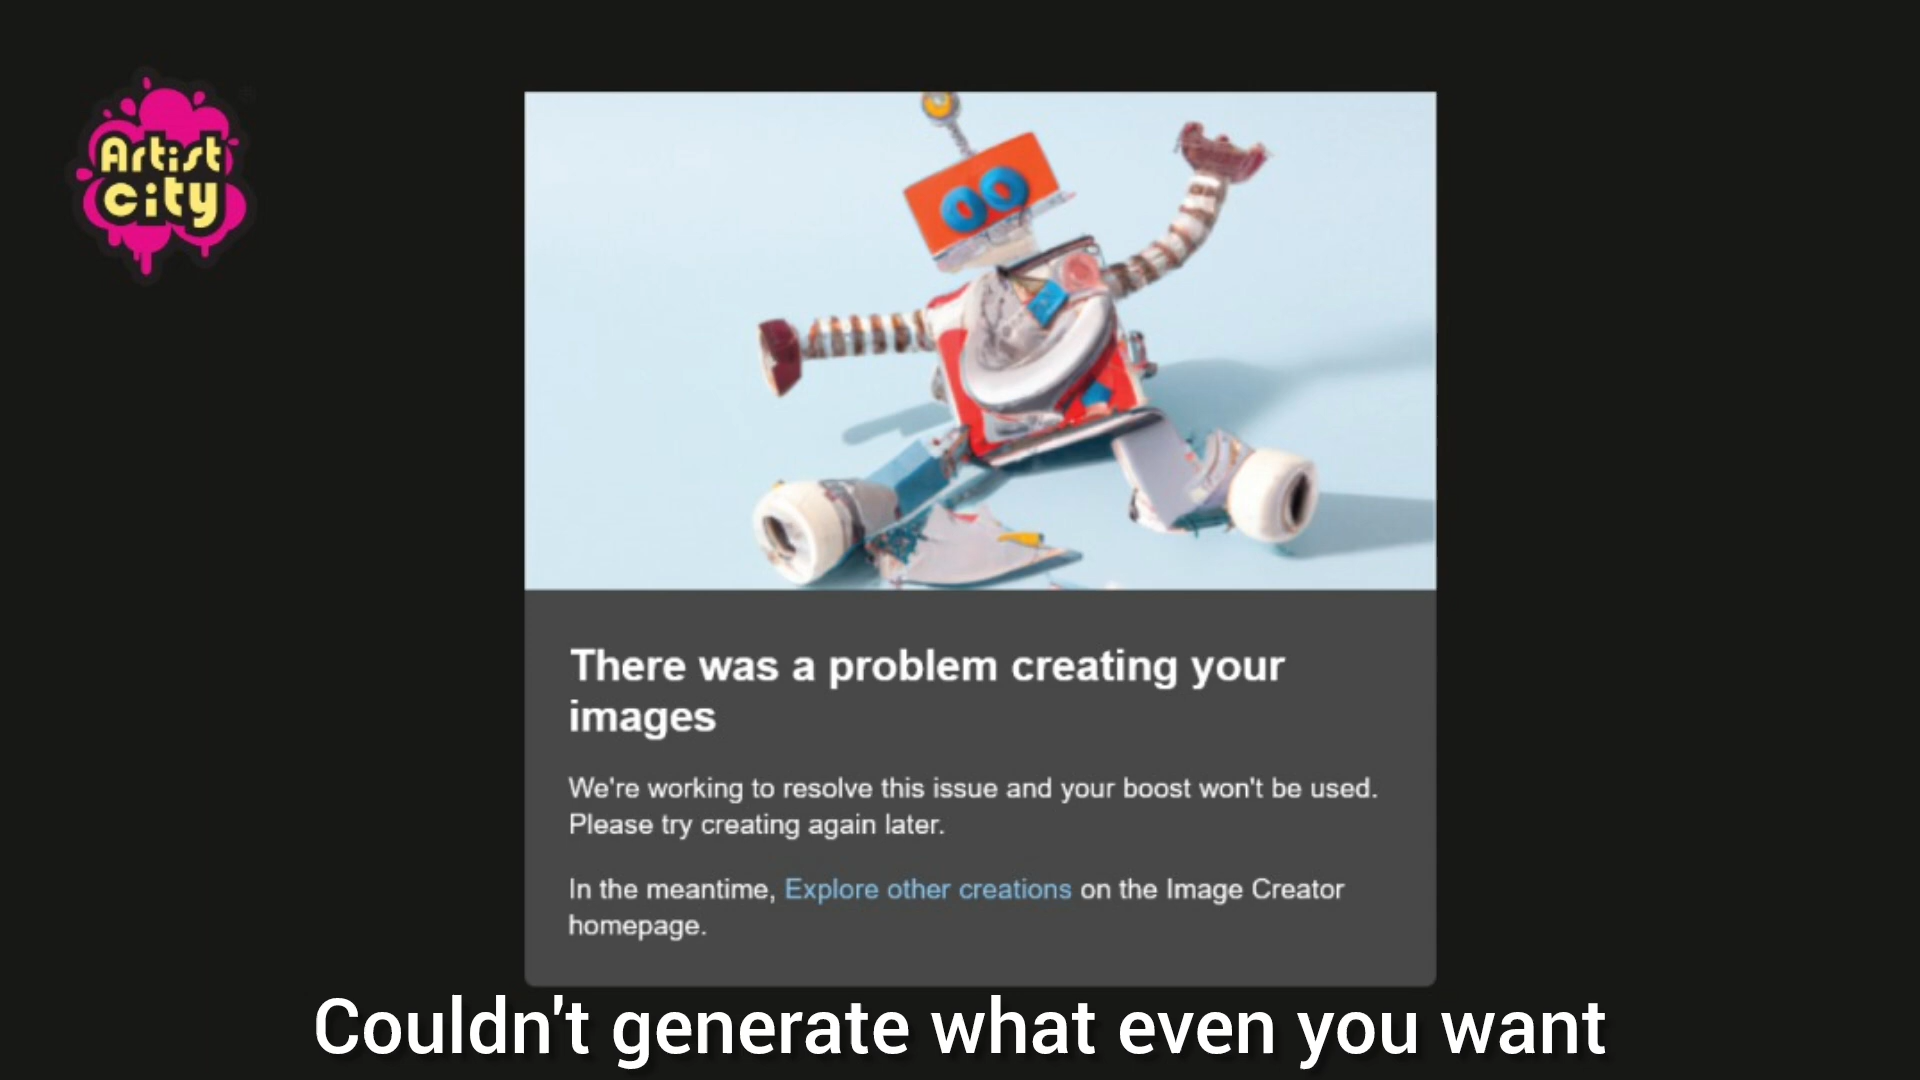 Artist
City
There was a problem creating your
images
We're working to resolve this issue and your boost won't be used.
Please try creating again later.
In the meantime, Explore other creations on the Image Creator
homepage.
Couldn't generate what even you want